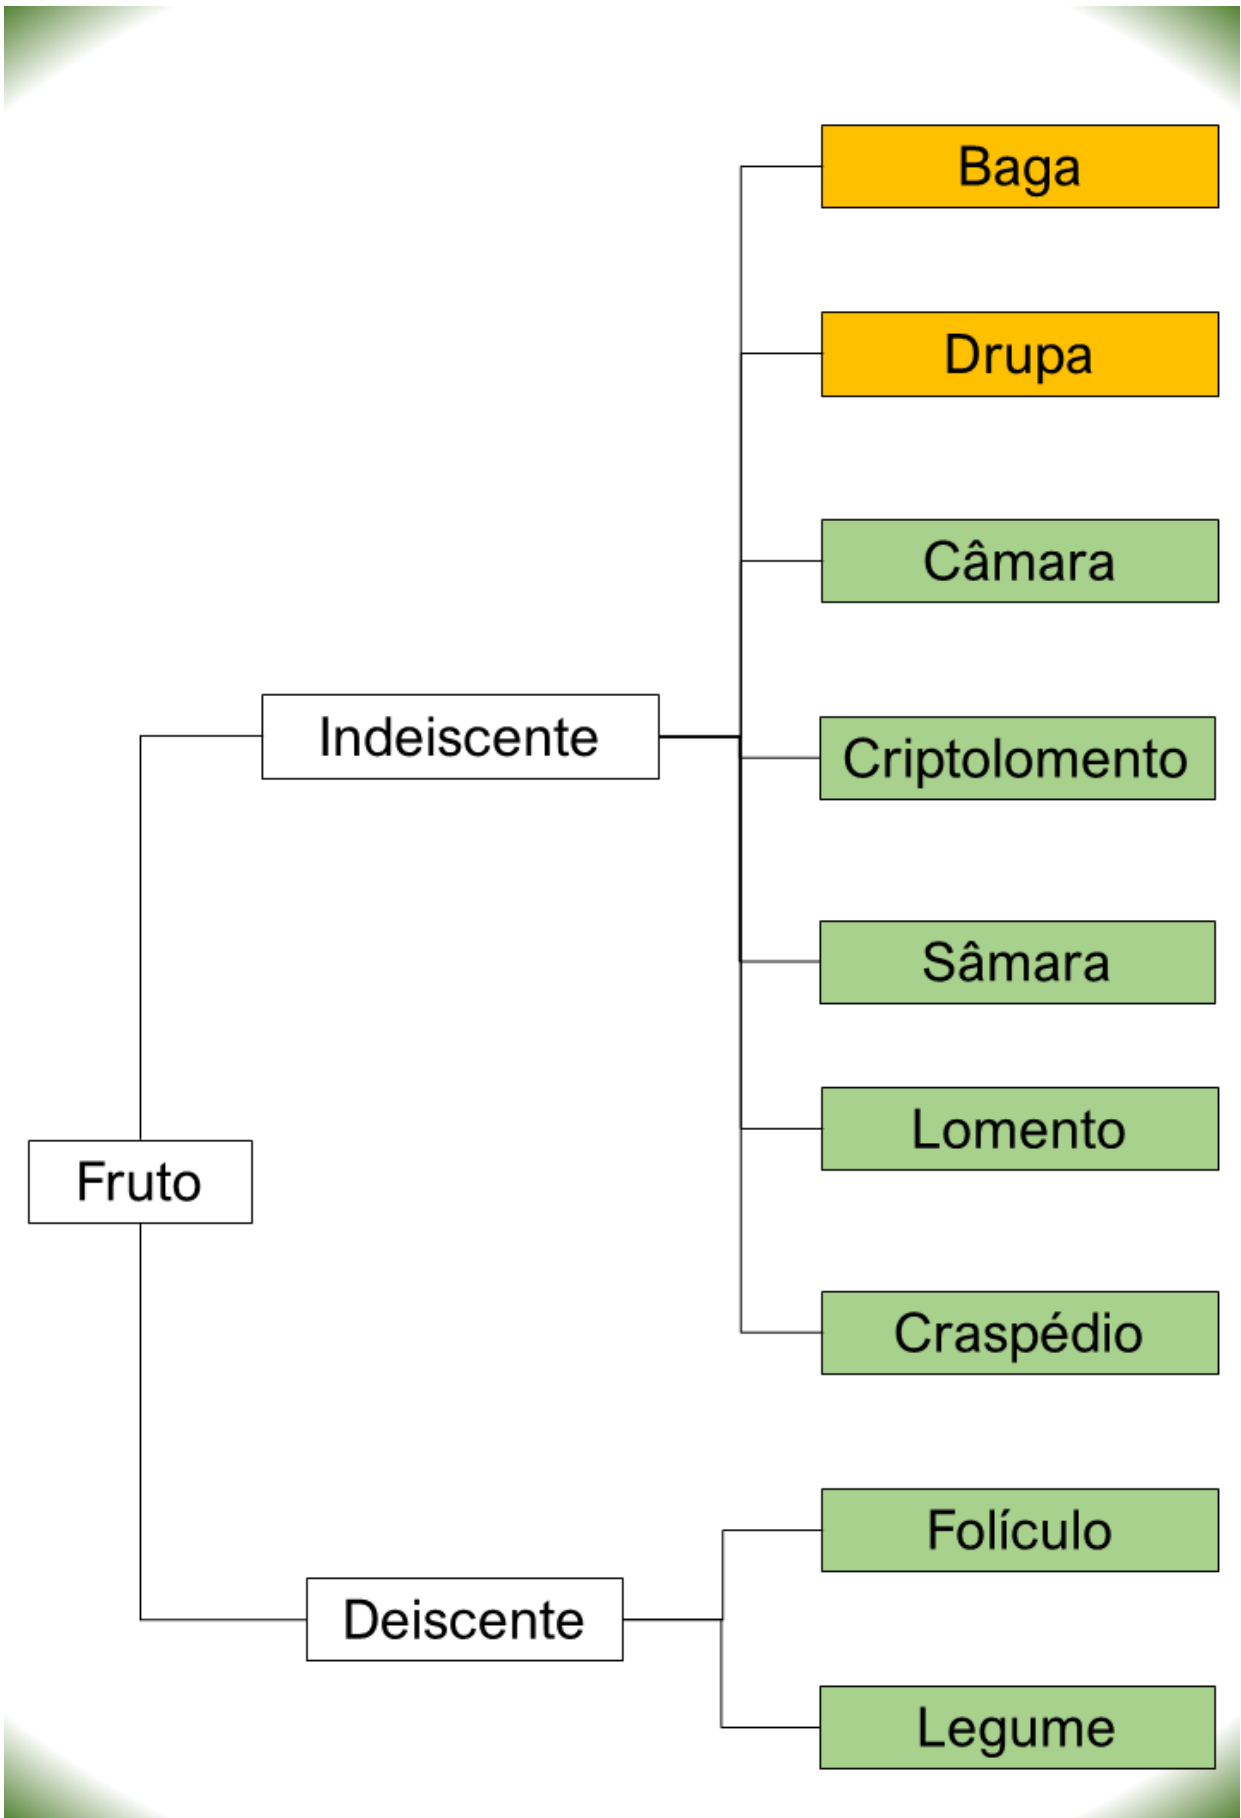 Baga
Drupa
Câmara
Criptolomento
Indeiscente
Sâmara
Lomento
Fruto
Craspédio
Folículo
Deiscente
Legume